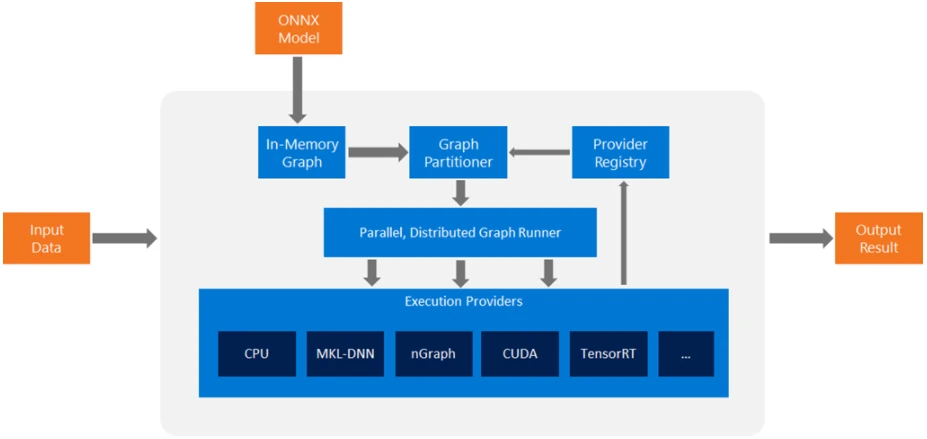 ONNX
Model
In-Memory
Graph
Graph
Partitioner
Provider
Registry
Input
Data
Parallel, Distributed Graph Runner
Output
Result
Execution Providers
CPU
MKL-DNN
nGraph
CUDA
TensorRT
...